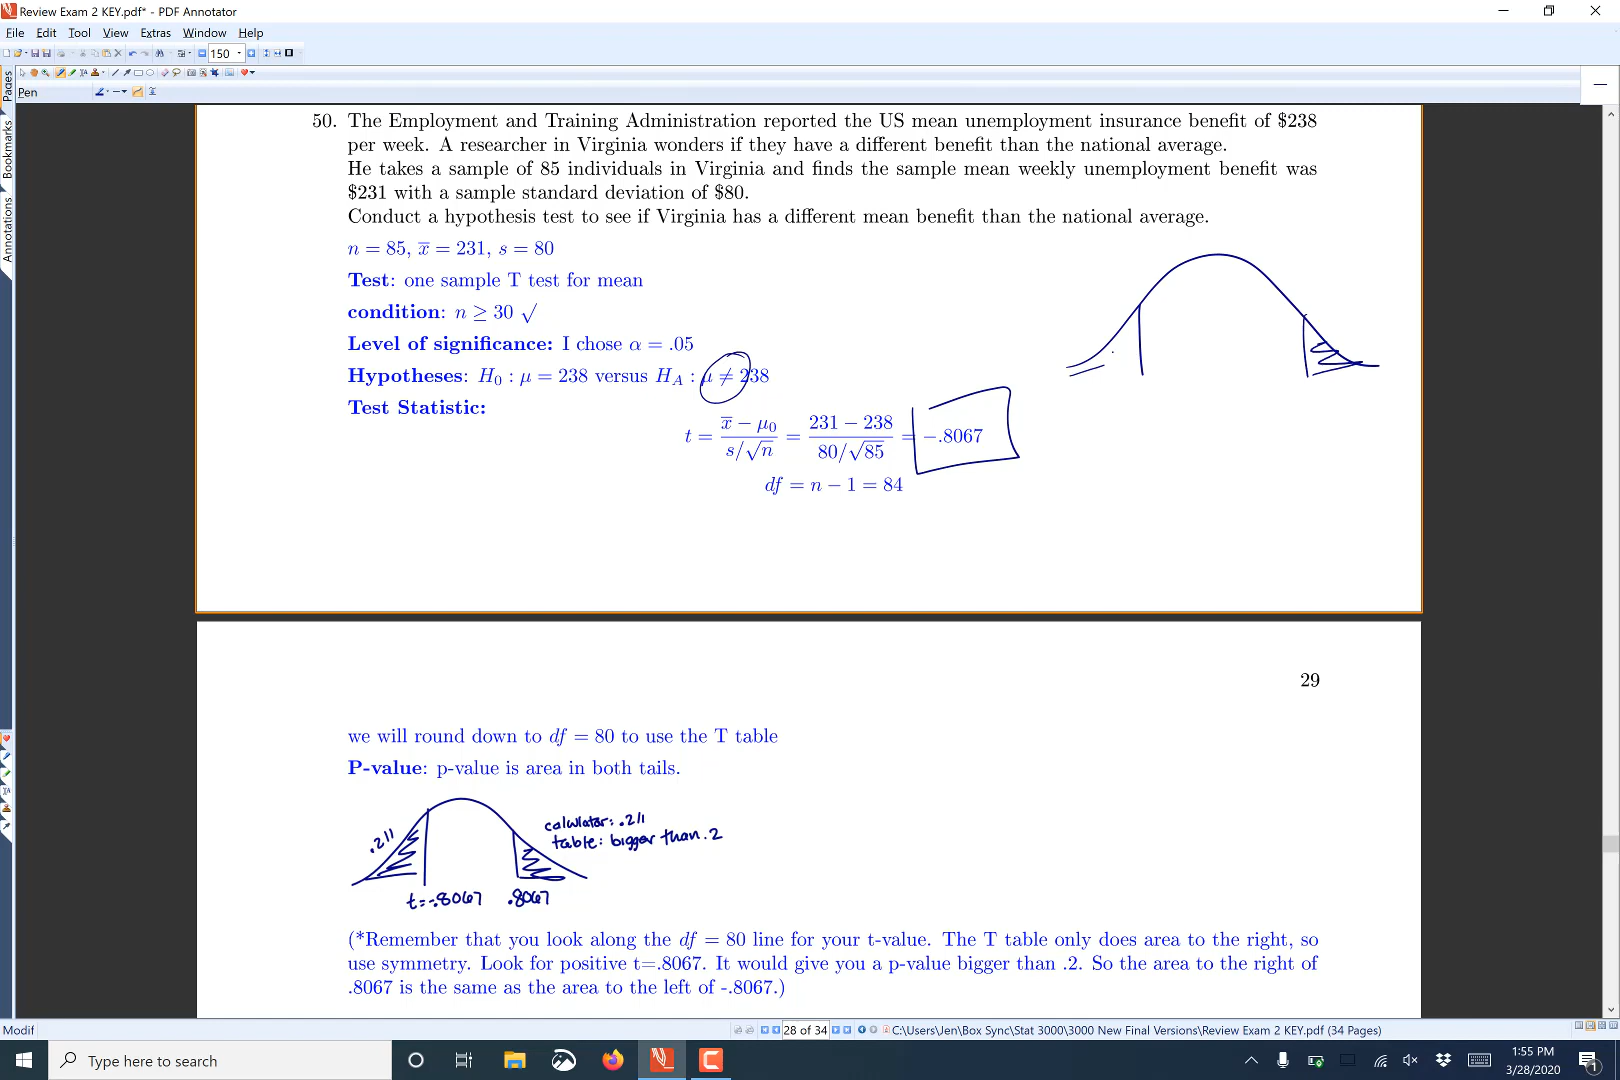 Review Exam 2 KEY.pdf* - PDF Annotator
File Edit Tool View Extras Window Help
150
Pen
Pages
Bookmarks
Annotations
50. The Employment and Training Administration reported the US mean unemployment insurance benefit of $238
per week. A researcher in Virginia wonders if they have a different benefit than the national average.
He takes a sample of 85 individuals in Virginia and finds the sample mean weekly unemployment benefit was
$231 with a sample standard deviation of $80.
Conduct a hypothesis test to see if Virginia has a different mean benefit than the national average.
n = 85, x̅ = 231, s = 80
Test: one sample T test for mean
condition: n ≥ 30 √
Level of significance: I chose α = .05
Hypotheses: H₀ : μ = 238 versus H_A : μ ≠ 238
Test Statistic:
t = (x̅ − μ₀)/(s/√n) = (231 − 238)/(80/√85) = −.8067
df = n − 1 = 84
29
we will round down to df = 80 to use the T table
P-value: p-value is area in both tails.
.211
calculator: .211
table: bigger than .2
t=-.8067 .8067
(*Remember that you look along the df = 80 line for your t-value. The T table only does area to the right, so
use symmetry. Look for positive t=.8067. It would give you a p-value bigger than .2. So the area to the right of
.8067 is the same as the area to the left of -.8067.)
Modif
28 of 34
C:\Users\Jen\Box Sync\Stat 3000\3000 New Final Versions\Review Exam 2 KEY.pdf (34 Pages)
Type here to search
1:55 PM
3/28/2020
1